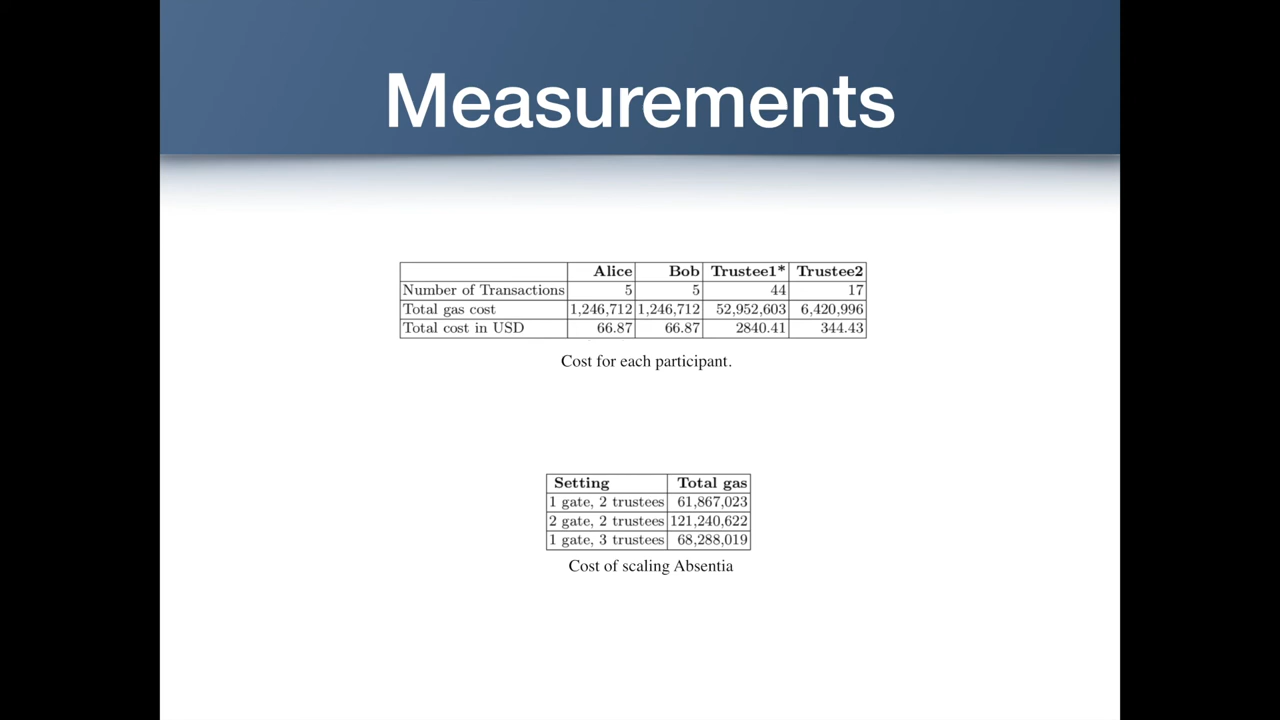 Measurements
Alice Bob Trustee1* Trustee2
Number of Transactions 5 5 44 17
Total gas cost 1,246,712 1,246,712 52,952,603 6,420,996
Total cost in USD 66.87 66.87 2840.41 344.43
Cost for each participant.
Setting Total gas
1 gate, 2 trustees 61,867,023
2 gate, 2 trustees 121,240,622
1 gate, 3 trustees 68,288,019
Cost of scaling Absentia